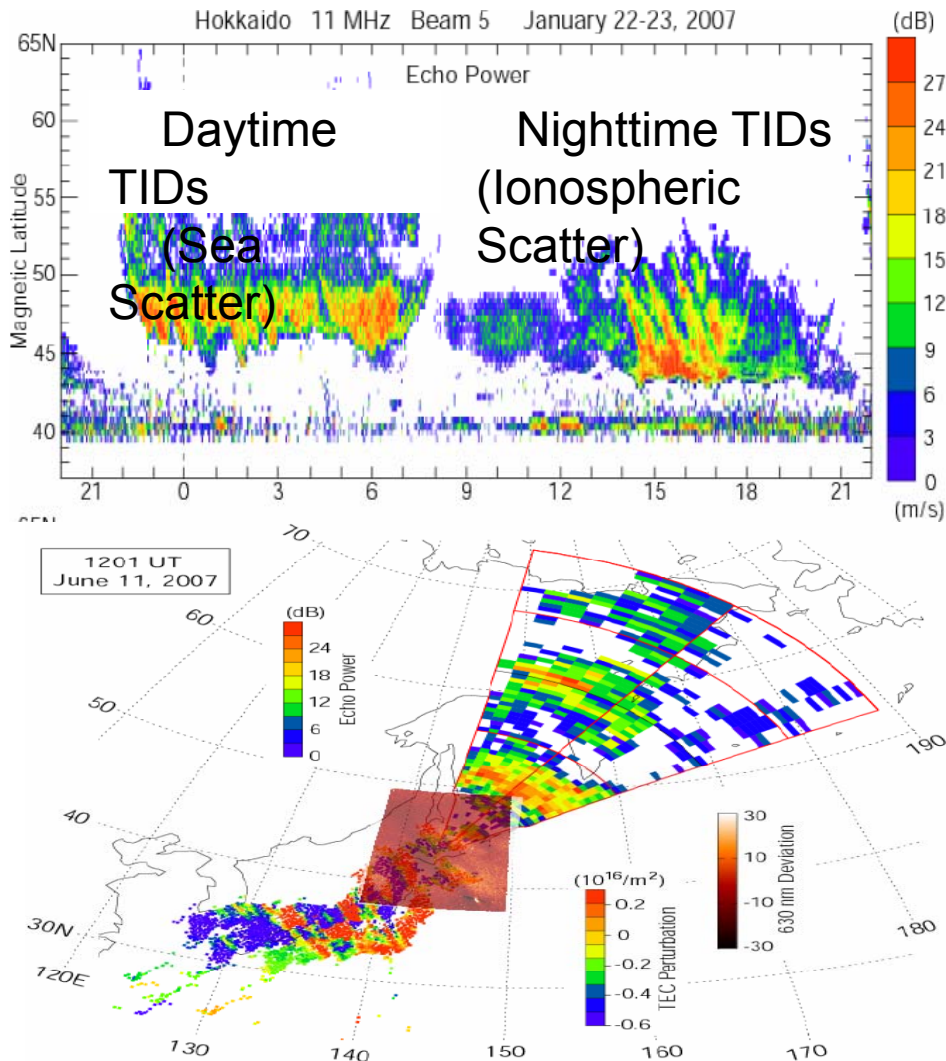 Hokkaido 11 MHz Beam 5 January 22-23, 2007
(dB)
65N
Echo Power
27
60
Daytime
TIDs
(Sea
Scatter)
Nighttime TIDs
(Ionospheric
Scatter)
24
21
55
18
Magnetic Latitude
15
50
12
9
45
6
3
40
0
21 0 3 6 9 12 15 18 21
(m/s)
1201 UT
June 11, 2007
70
(dB)
24
18
12
6
0
Echo Power
60
50
40
30N
120E
130
140
150
160
170
180
190
(10¹⁶/m²)
0.2
0
-0.2
-0.4
-0.6
TEC Perturbation
30
10
-10
-30
630 nm Deviation